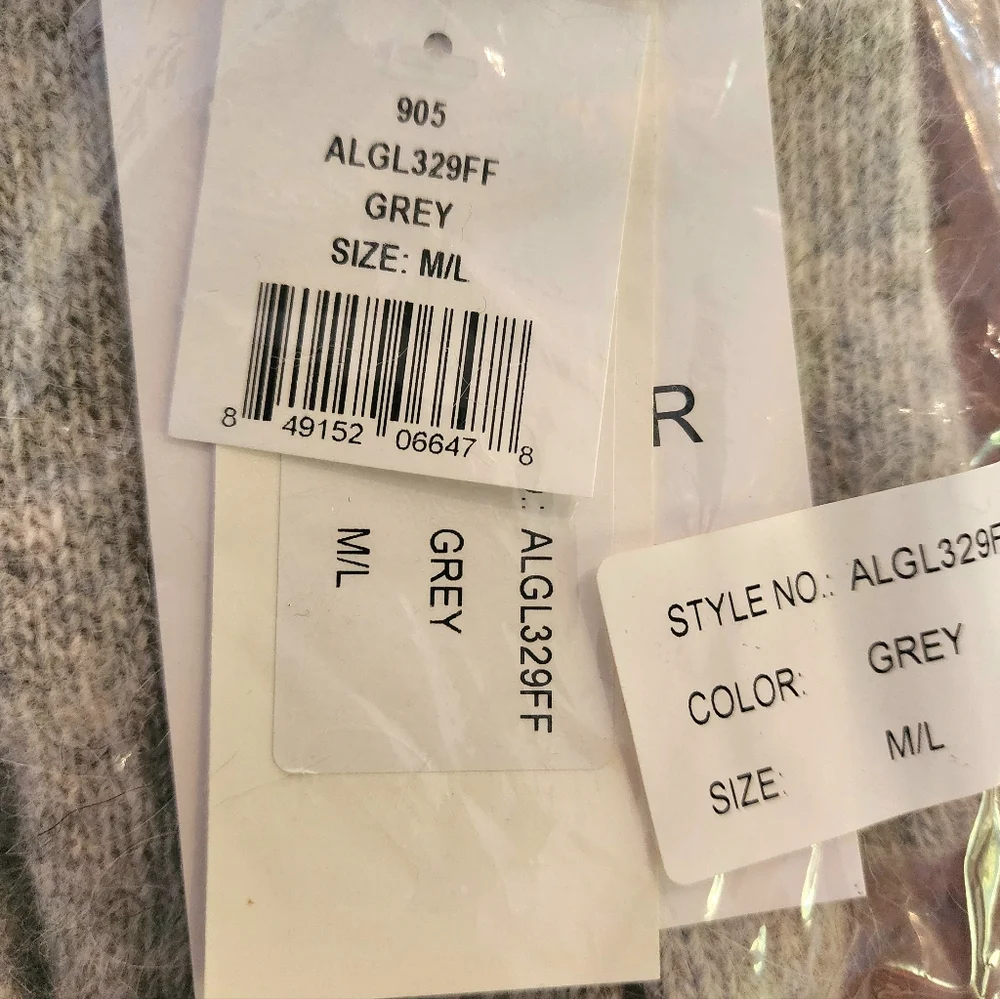 905
ALGL329FF
GREY
SIZE: M/L
8 49152 06647 8
R
.: ALGL329FF
GREY
M/L
STYLE NO.: ALGL329F
COLOR: GREY
SIZE: M/L